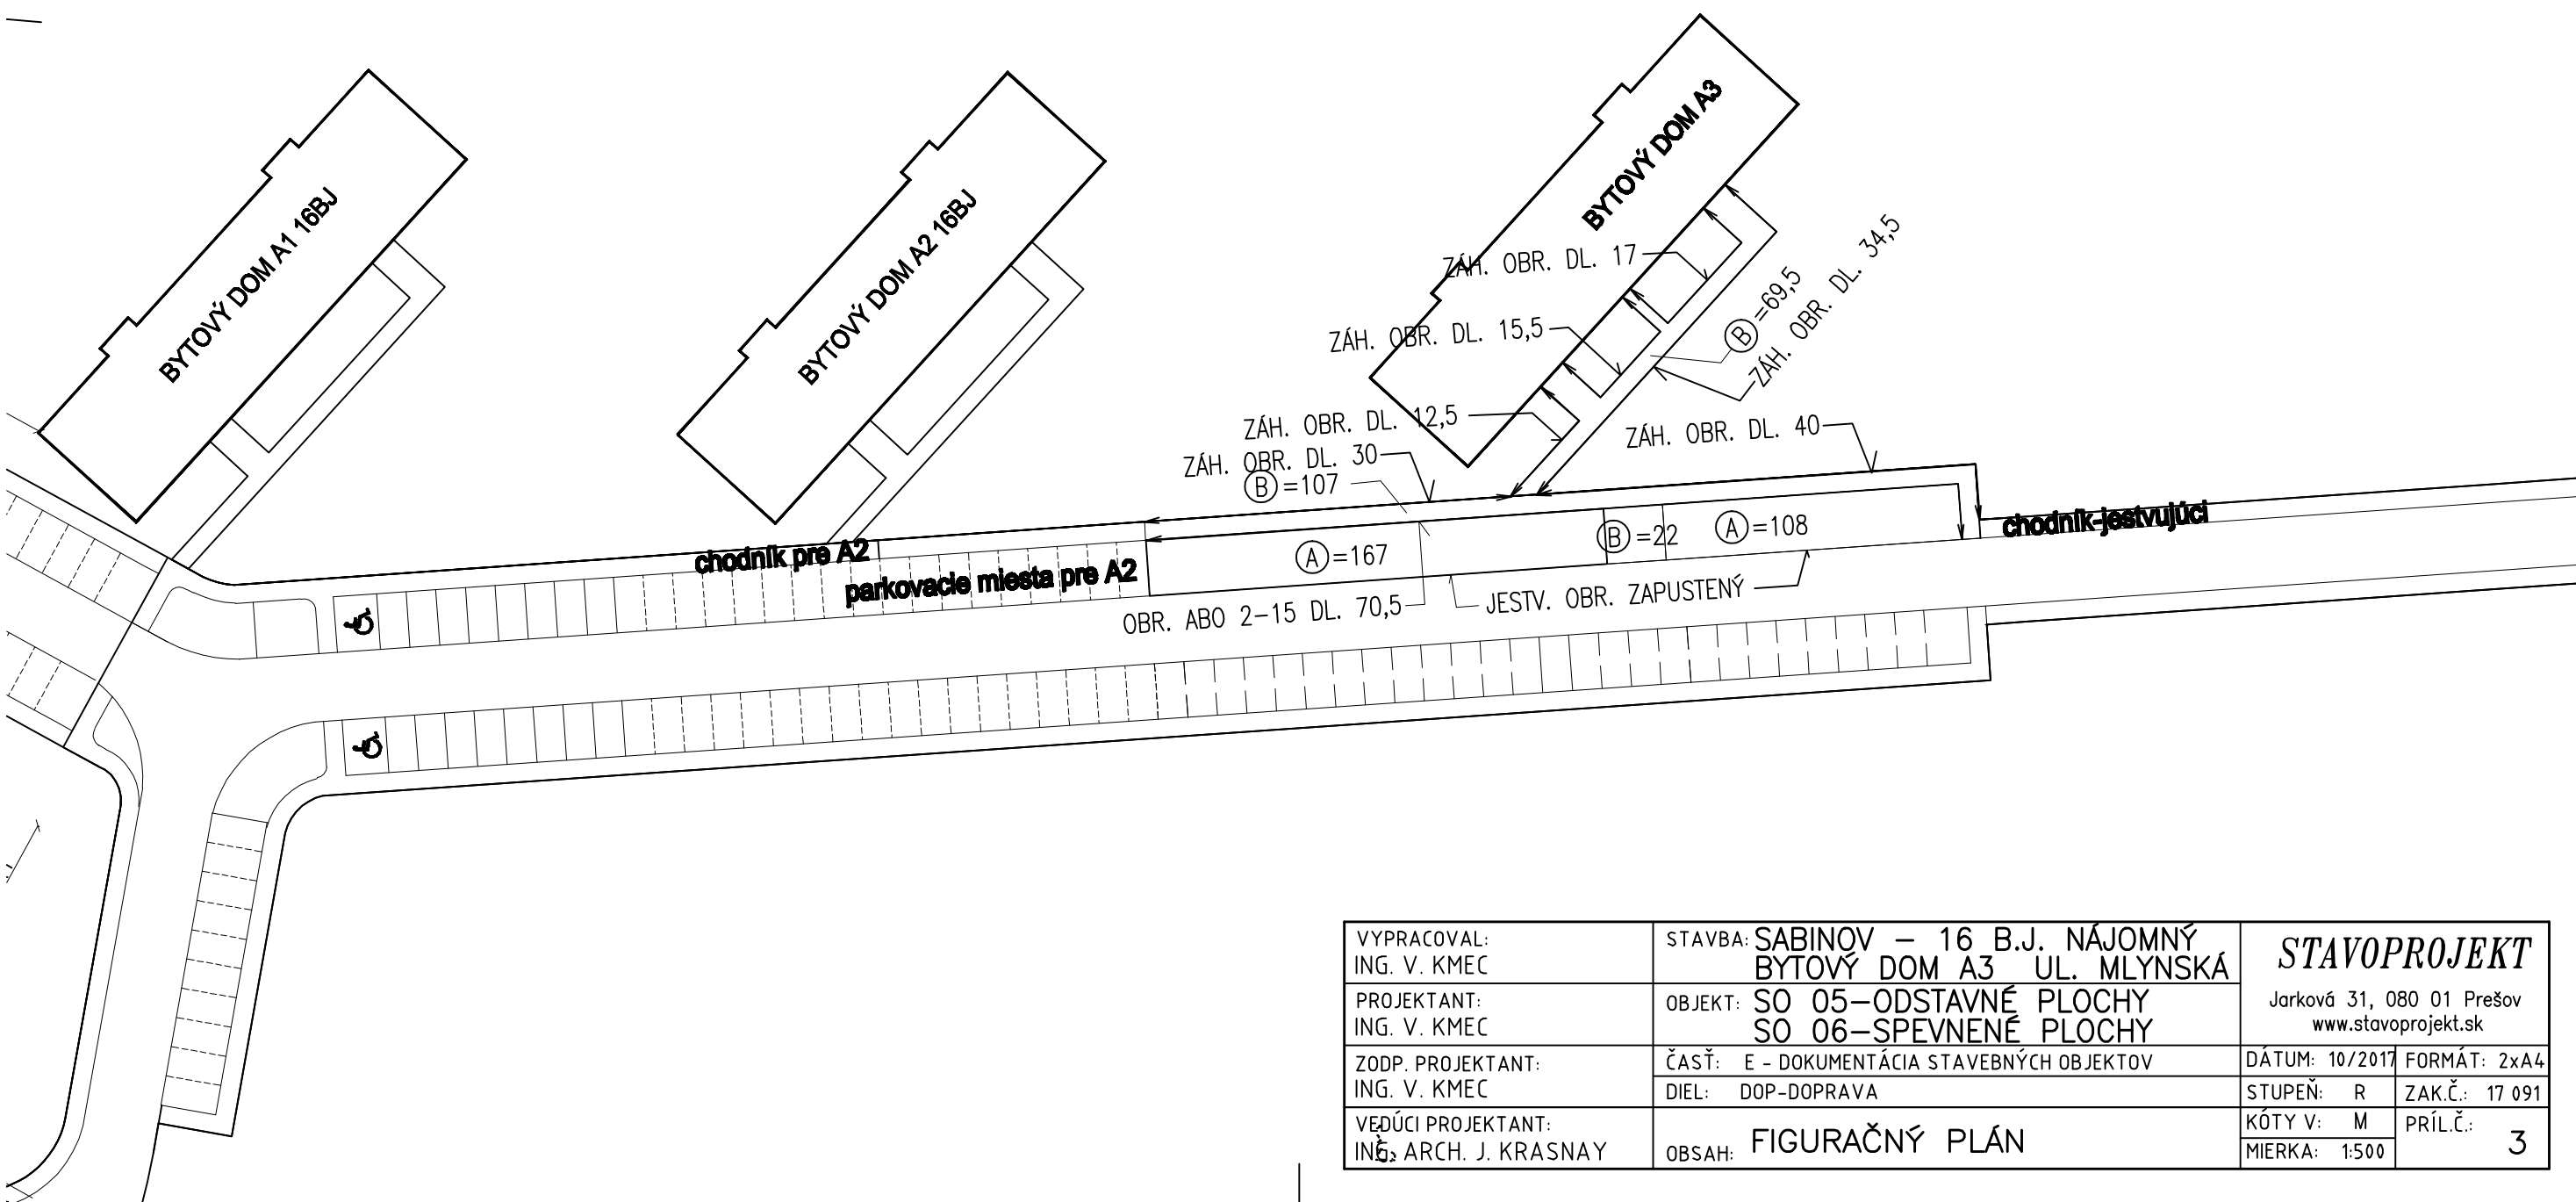 BYTOVÝ DOM A1 16BJ
BYTOVÝ DOM A2 16BJ
BYTOVÝ DOM A3
ZÁH. OBR. DL. 17
ZÁH. OBR. DL. 15,5
Ⓑ=69,5
ZÁH. OBR. DL. 34,5
ZÁH. OBR. DL. 12,5
ZÁH. OBR. DL. 30
Ⓑ=107
ZÁH. OBR. DL. 40
chodník pre A2
parkovacie miesta pre A2
Ⓐ=167
Ⓑ=22
Ⓐ=108
chodník-jestvujúci
OBR. ABO 2-15 DL. 70,5
JESTV. OBR. ZAPUSTENÝ
VYPRACOVAL:
ING. V. KMEC
STAVBA: SABINOV – 16 B.J. NÁJOMNÝ
BYTOVÝ DOM A3 UL. MLYNSKÁ
STAVOPROJEKT
Jarková 31, 080 01 Prešov
www.stavoprojekt.sk
PROJEKTANT:
ING. V. KMEC
OBJEKT: SO 05-ODSTAVNÉ PLOCHY
SO 06-SPEVNENÉ PLOCHY
ZODP. PROJEKTANT:
ING. V. KMEC
ČASŤ: E - DOKUMENTÁCIA STAVEBNÝCH OBJEKTOV
DIEL: DOP-DOPRAVA
DÁTUM: 10/2017
FORMÁT: 2xA4
STUPEŇ: R
ZAK.Č.: 17 091
VEDÚCI PROJEKTANT:
ING. ARCH. J. KRASNAY
OBSAH: FIGURAČNÝ PLÁN
KÓTY V: M
MIERKA: 1:500
PRÍL.Č.: 3